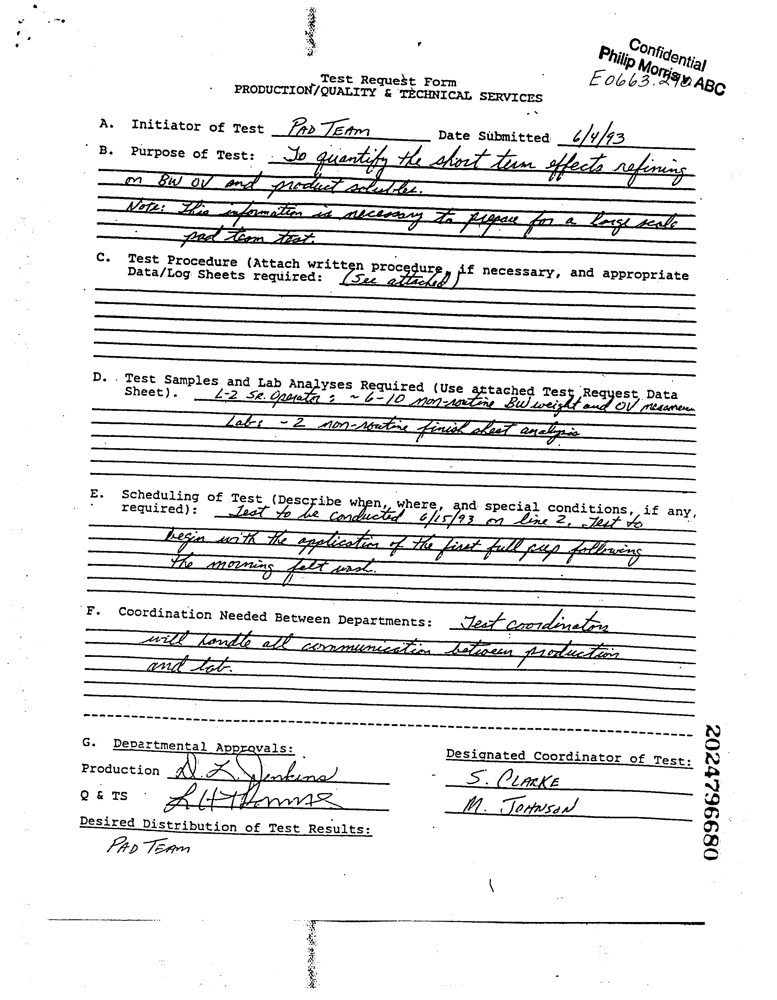 Confidential
Philip Morris v. ABC
E0663.290
Test Request Form
PRODUCTION/QUALITY & TECHNICAL SERVICES
A. Initiator of Test PAD TEAM Date Submitted 6/4/93
B. Purpose of Test: To quantify the short term effects refining
on BW OV and product solubles.
Note: This information is necessary to prepare for a large scale
pad team test.
C. Test Procedure (Attach written procedure, if necessary, and appropriate
Data/Log Sheets required: (See attached)
D. Test Samples and Lab Analyses Required (Use attached Test Request Data
Sheet). L-2 SR. Operator: ~ 6-10 non-routine BW weight and OV
Lab: ~2 non-routine finish sheet analysis
E. Scheduling of Test (Describe when, where, and special conditions, if any,
required): Test to be conducted 6/15/93 on line 2. Test to
begin with the application of the first full following
the morning felt wash.
F. Coordination Needed Between Departments: Test coordinators
will handle all communication between production
and lab.
G. Departmental Approvals:
Designated Coordinator of Test:
Production N. L. Jenkins
S. CLARKE
Q & TS
M. JOHNSON
Desired Distribution of Test Results:
PAD TEAM
2024796680